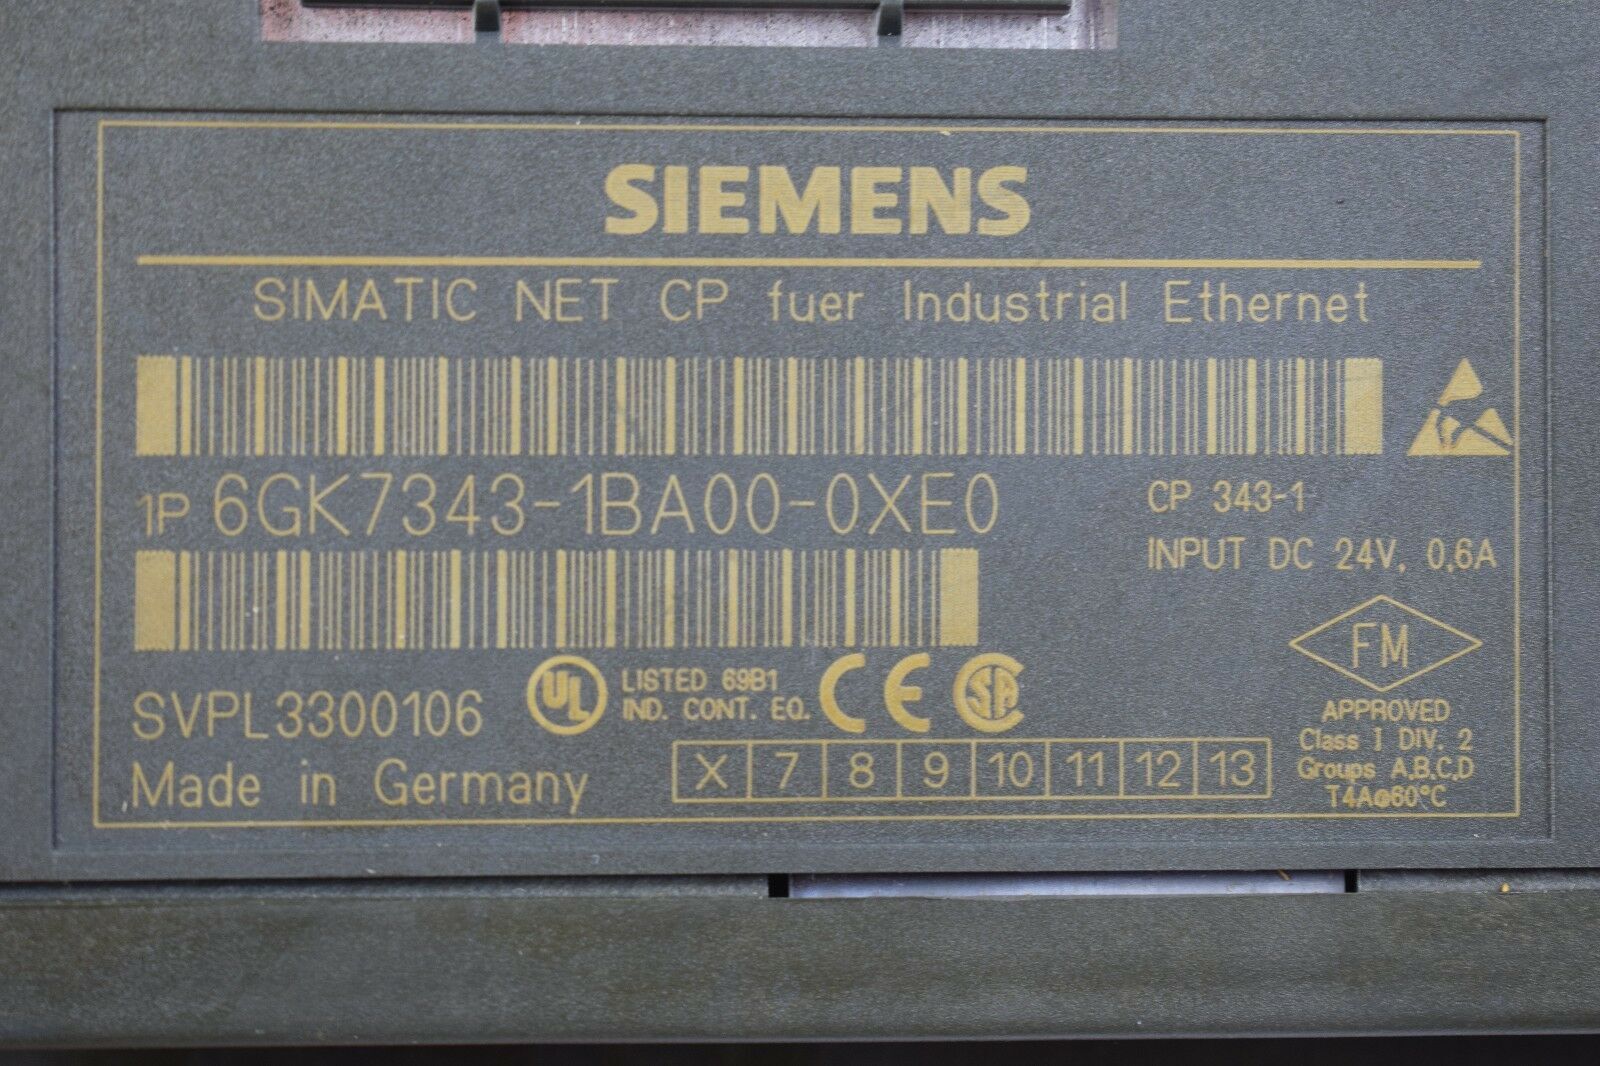 SIEMENS
SIMATIC NET CP fuer Industrial Ethernet
1P 6GK7343-1BA00-0XE0
CP 343-1
INPUT DC 24V, 0,6A
SVPL3300106
UL LISTED 69B1
IND. CONT. EQ.
CE
SA
FM
APPROVED
Class I DIV. 2
Groups A,B,C,D
T4A@60°C
Made in Germany
X 7 8 9 10 11 12 13